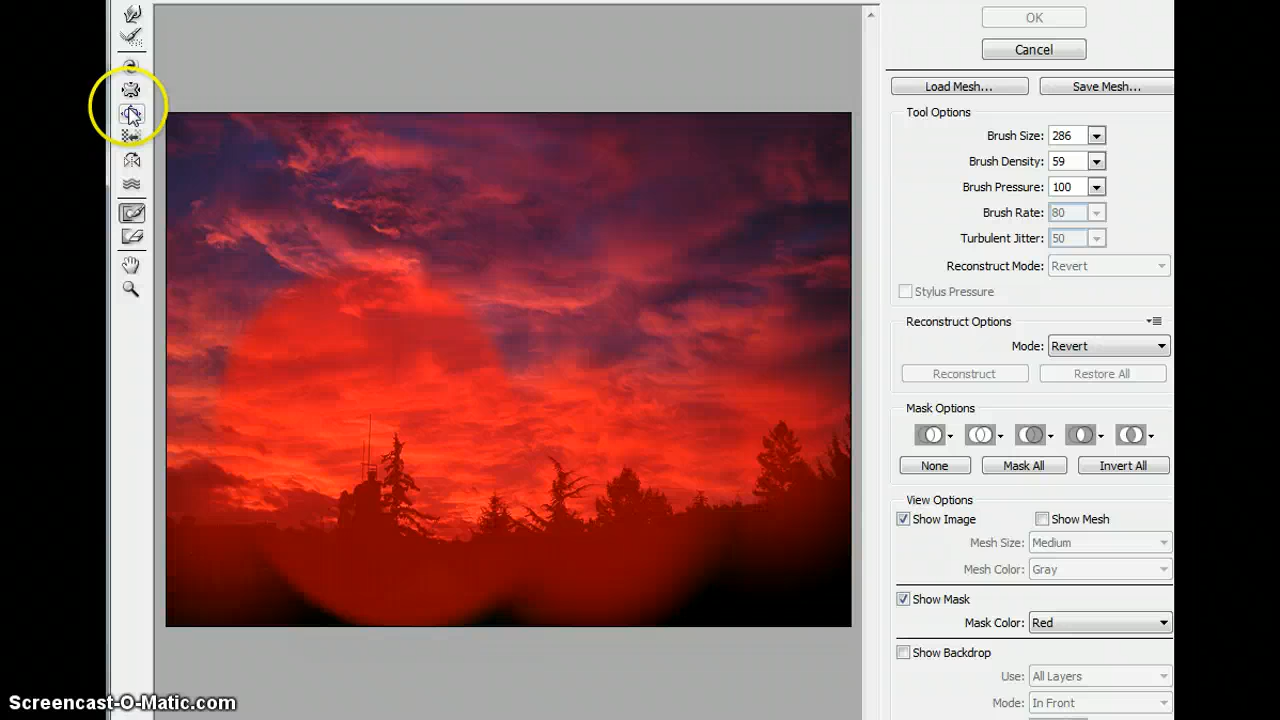 OK
Cancel
Load Mesh... Save Mesh...
Tool Options
Brush Size: 286
Brush Density: 59
Brush Pressure: 100
Brush Rate: 80
Turbulent Jitter: 50
Reconstruct Mode: Revert
Stylus Pressure
Reconstruct Options
Mode: Revert
Reconstruct Restore All
Mask Options
None Mask All Invert All
View Options
Show Image Show Mesh
Mesh Size: Medium
Mesh Color: Gray
Show Mask
Mask Color: Red
Show Backdrop
Use: All Layers
Mode: In Front
Screencast-O-Matic.com